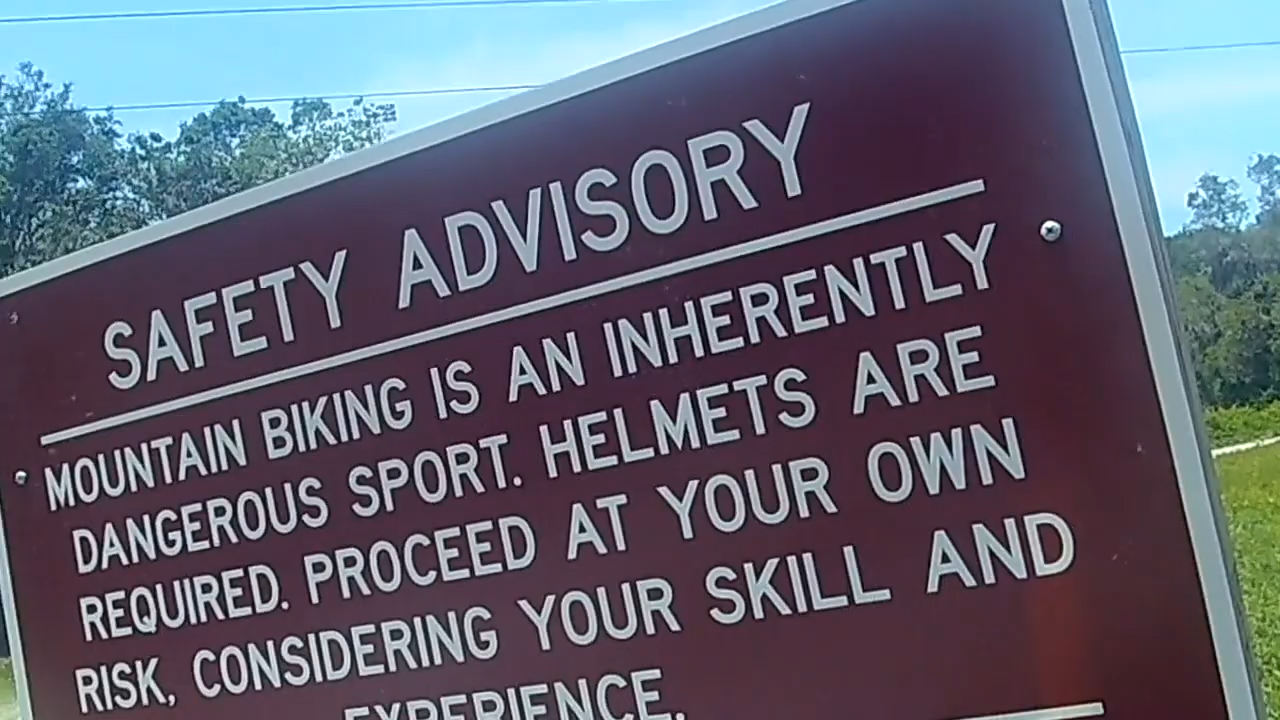 SAFETY ADVISORY
MOUNTAIN BIKING IS AN INHERENTLY
DANGEROUS SPORT. HELMETS ARE
REQUIRED. PROCEED AT YOUR OWN
RISK, CONSIDERING YOUR SKILL AND
EXPERIENCE.